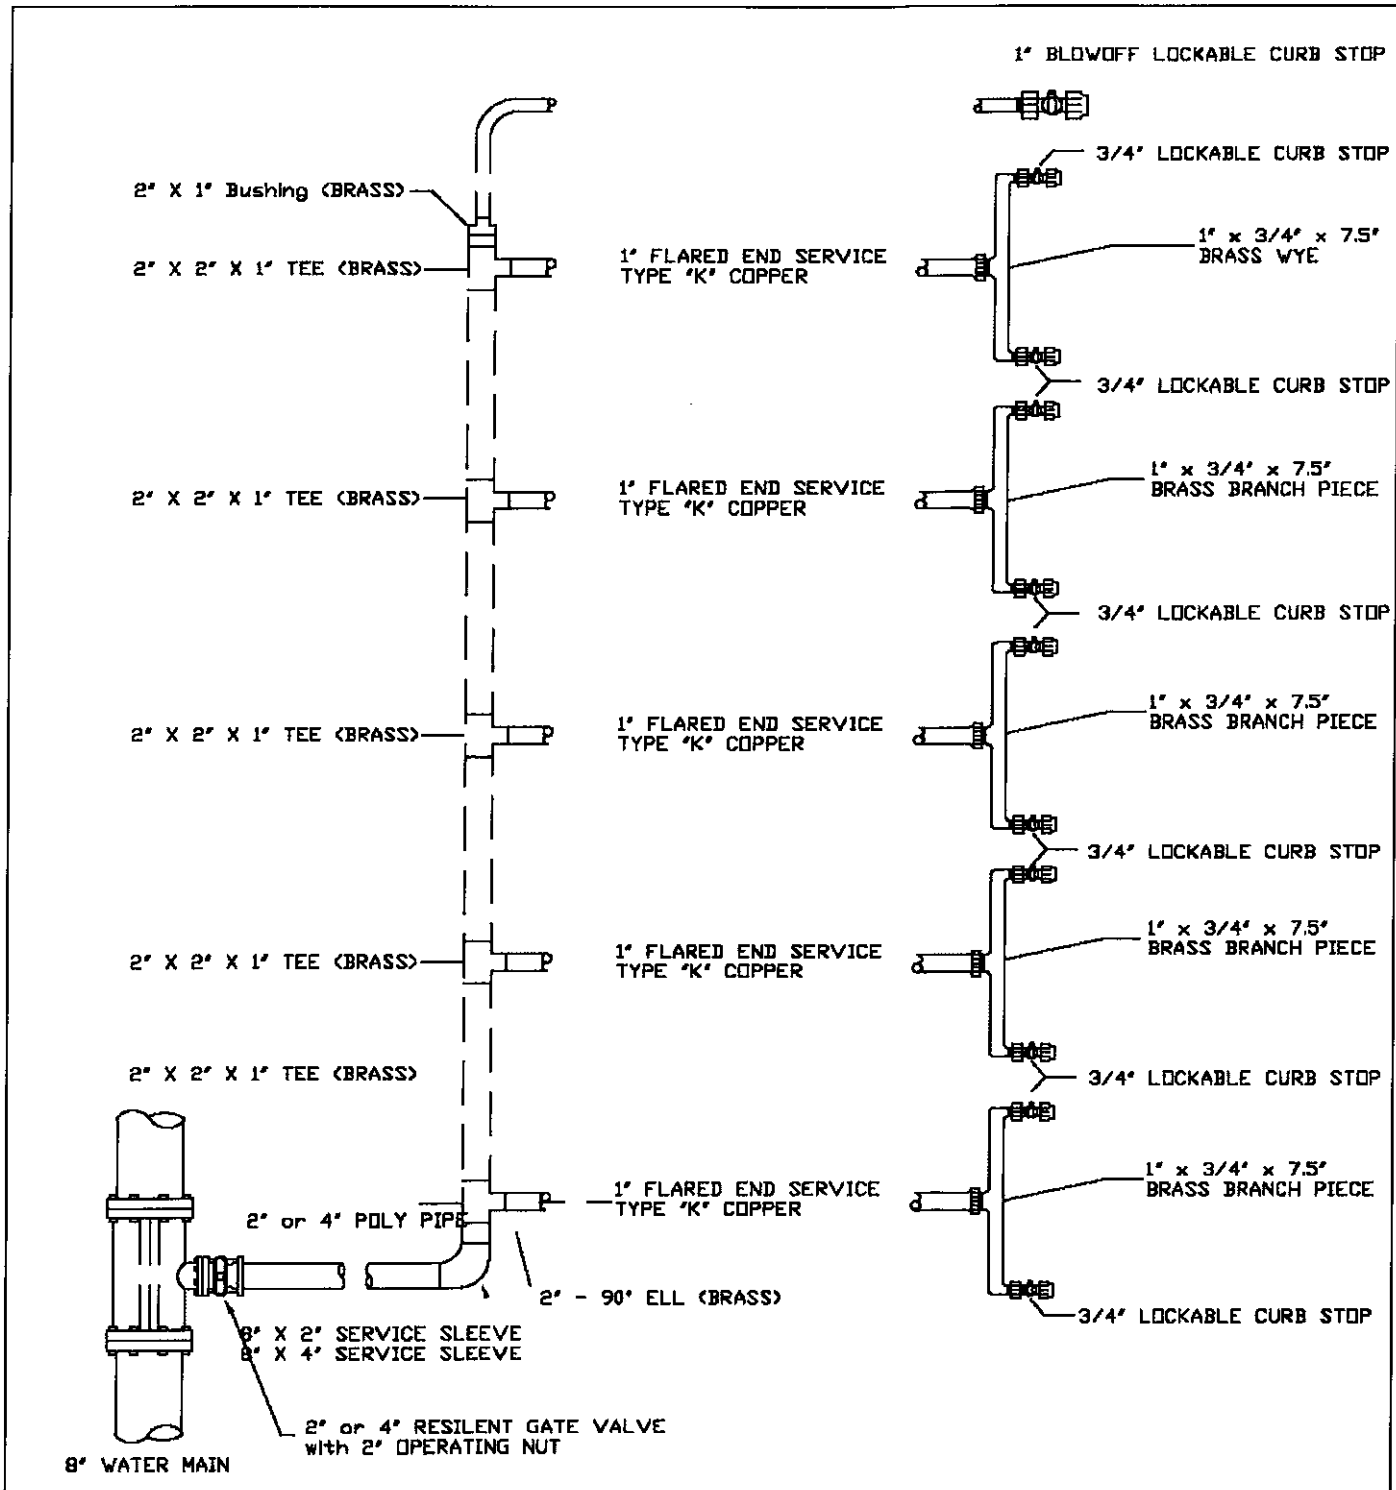 1" BLOWOFF LOCKABLE CURB STOP
3/4" LOCKABLE CURB STOP
2" X 1" Bushing (BRASS)
1" x 3/4" x 7.5"
BRASS WYE
2" X 2" X 1" TEE (BRASS)
1" FLARED END SERVICE
TYPE "K" COPPER
3/4" LOCKABLE CURB STOP
2" X 2" X 1" TEE (BRASS)
1" FLARED END SERVICE
TYPE "K" COPPER
1" x 3/4" x 7.5"
BRASS BRANCH PIECE
3/4" LOCKABLE CURB STOP
2" X 2" X 1" TEE (BRASS)
1" FLARED END SERVICE
TYPE "K" COPPER
1" x 3/4" x 7.5"
BRASS BRANCH PIECE
3/4" LOCKABLE CURB STOP
2" X 2" X 1" TEE (BRASS)
1" FLARED END SERVICE
TYPE "K" COPPER
1" x 3/4" x 7.5"
BRASS BRANCH PIECE
2" X 2" X 1" TEE (BRASS)
3/4" LOCKABLE CURB STOP
1" FLARED END SERVICE
TYPE "K" COPPER
1" x 3/4" x 7.5"
BRASS BRANCH PIECE
2" or 4" POLY PIPE
2" - 90° ELL (BRASS)
3/4" LOCKABLE CURB STOP
8" X 2" SERVICE SLEEVE
8" X 4" SERVICE SLEEVE
2" or 4" RESILENT GATE VALVE
with 2" OPERATING NUT
8" WATER MAIN